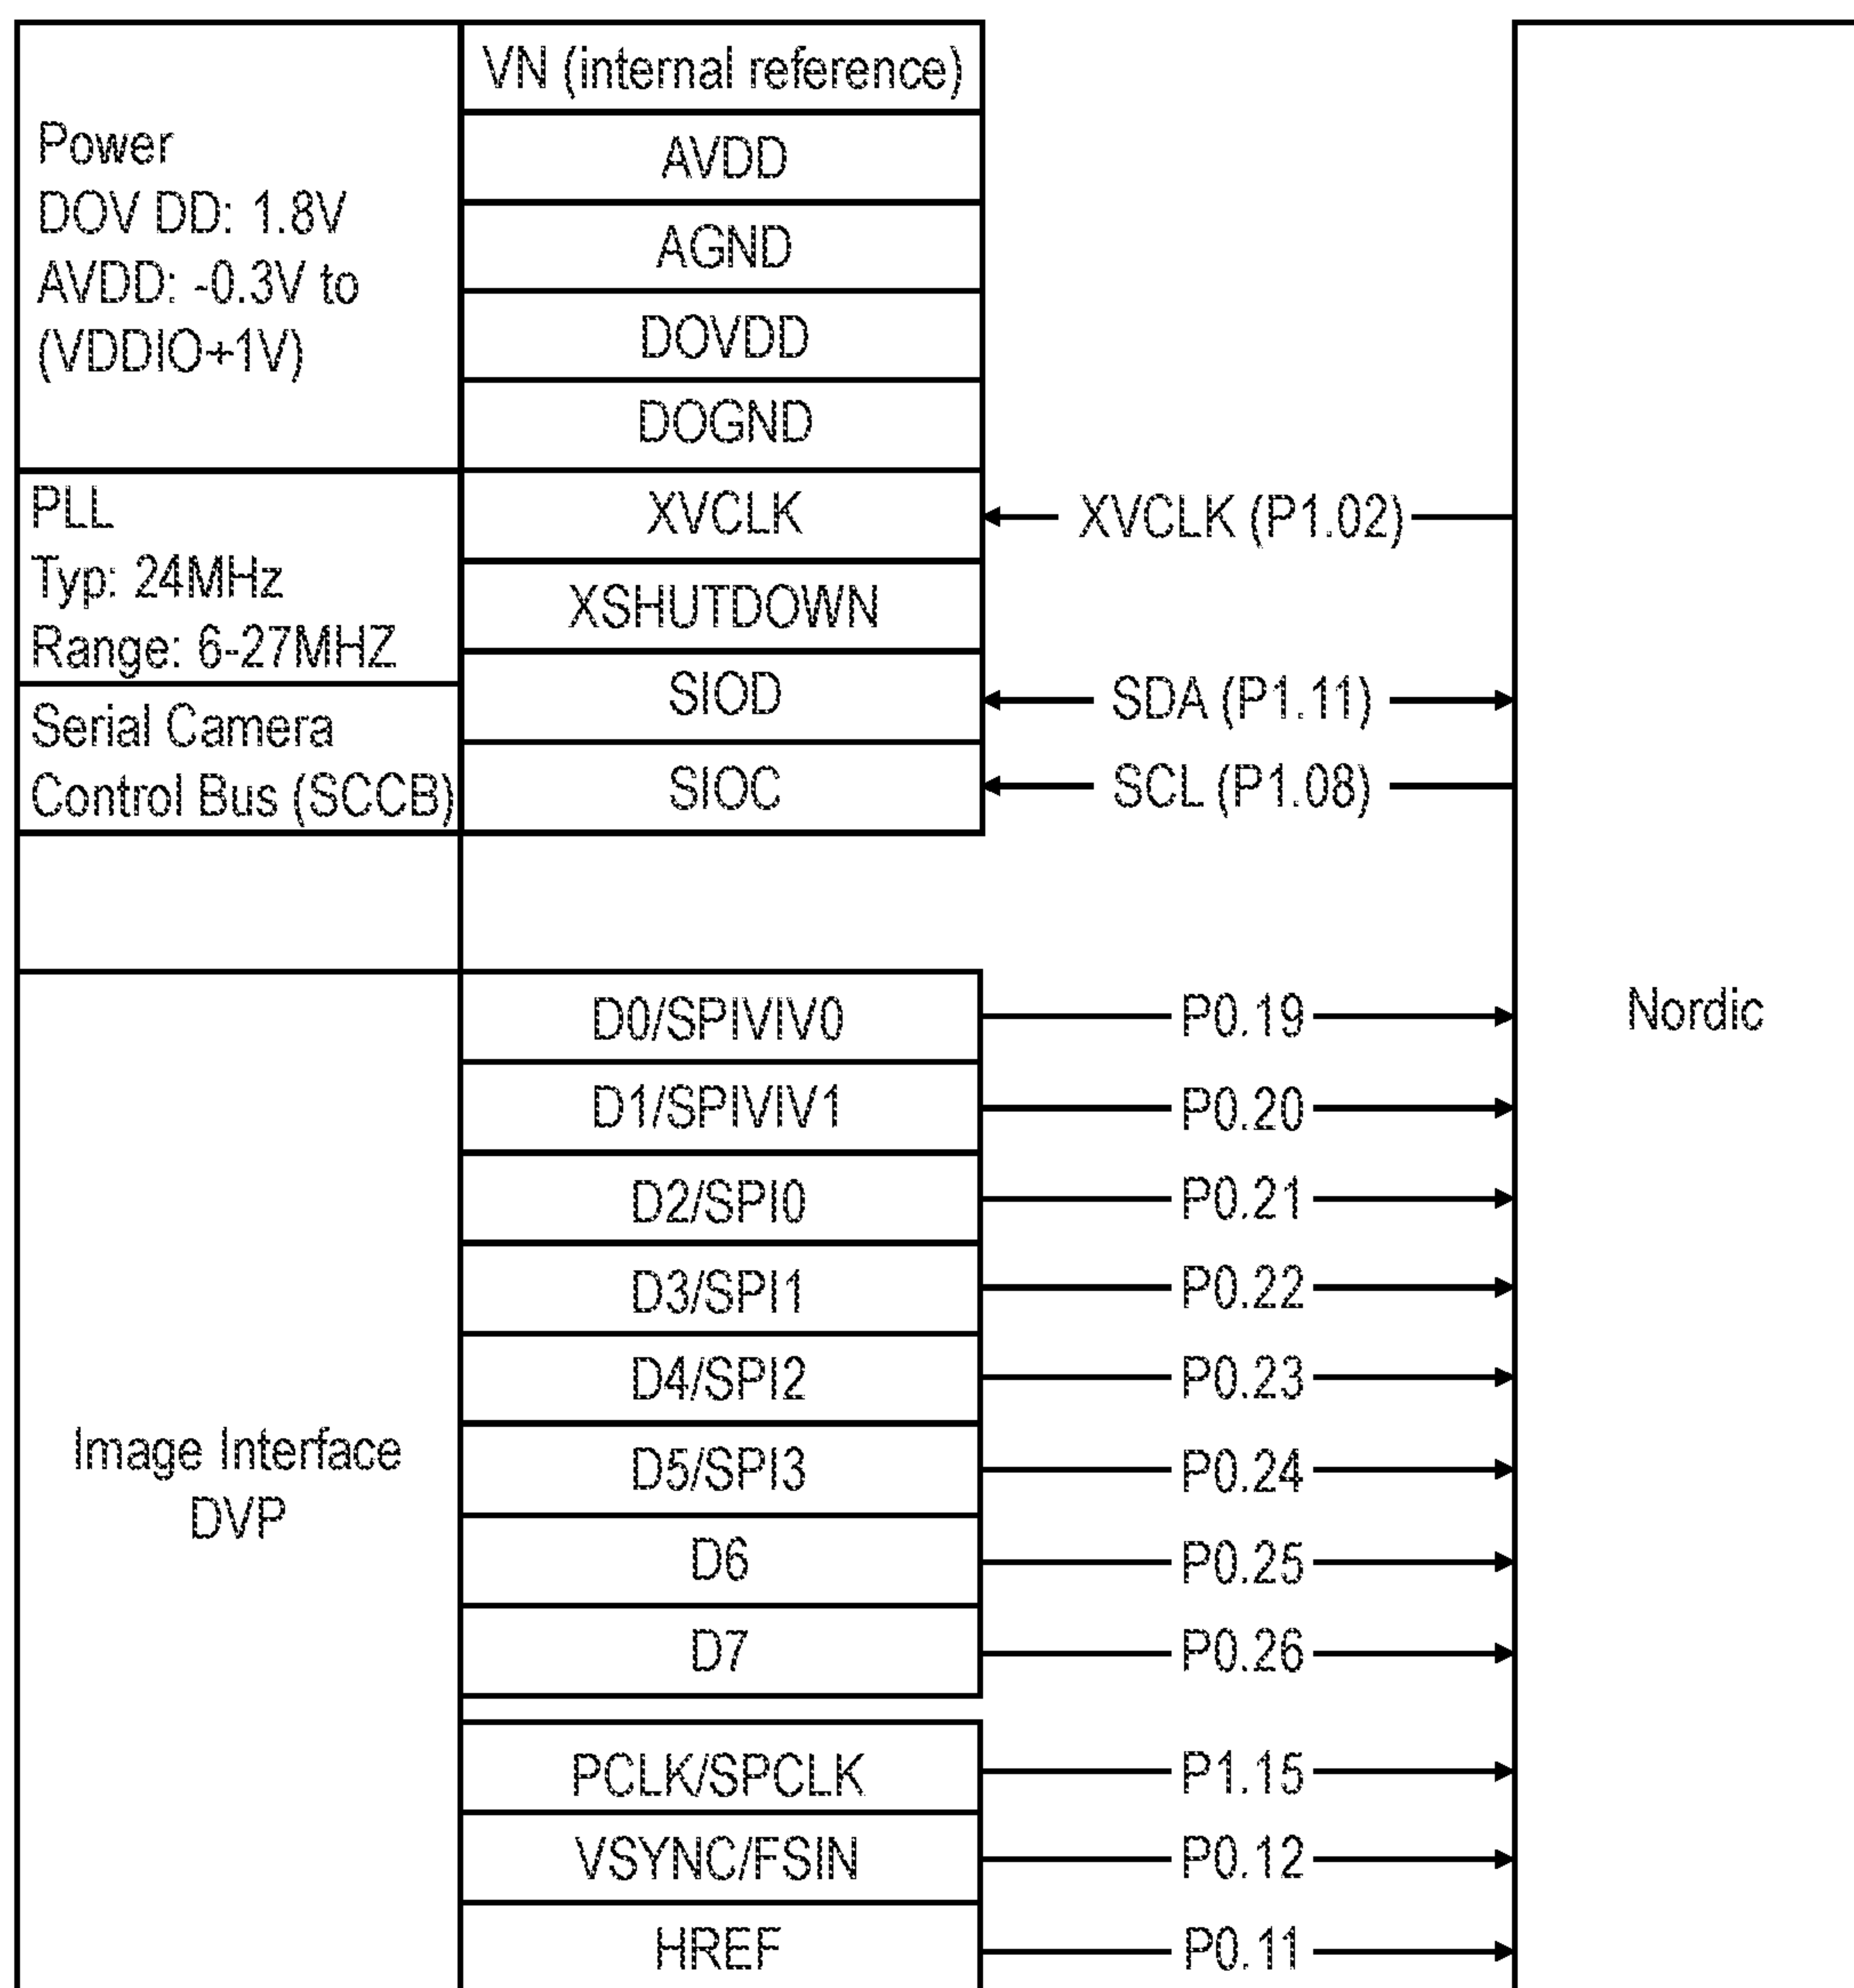 Power
DOV DD: 1.8V
AVDD: -0.3V to
(VDDIO+1V)
VN (internal reference)
AVDD
AGND
DOVDD
DOGND
PLL
Typ: 24MHz
Range: 6-27MHZ
XVCLK
XVCLK (P1.02)
XSHUTDOWN
Serial Camera
Control Bus (SCCB)
SIOD
SDA (P1.11)
SIOC
SCL (P1.08)
Nordic
Image Interface
DVP
D0/SPIVIV0
P0.19
D1/SPIVIV1
P0.20
D2/SPI0
P0.21
D3/SPI1
P0.22
D4/SPI2
P0.23
D5/SPI3
P0.24
D6
P0.25
D7
P0.26
PCLK/SPCLK
P1.15
VSYNC/FSIN
P0.12
HREF
P0.11